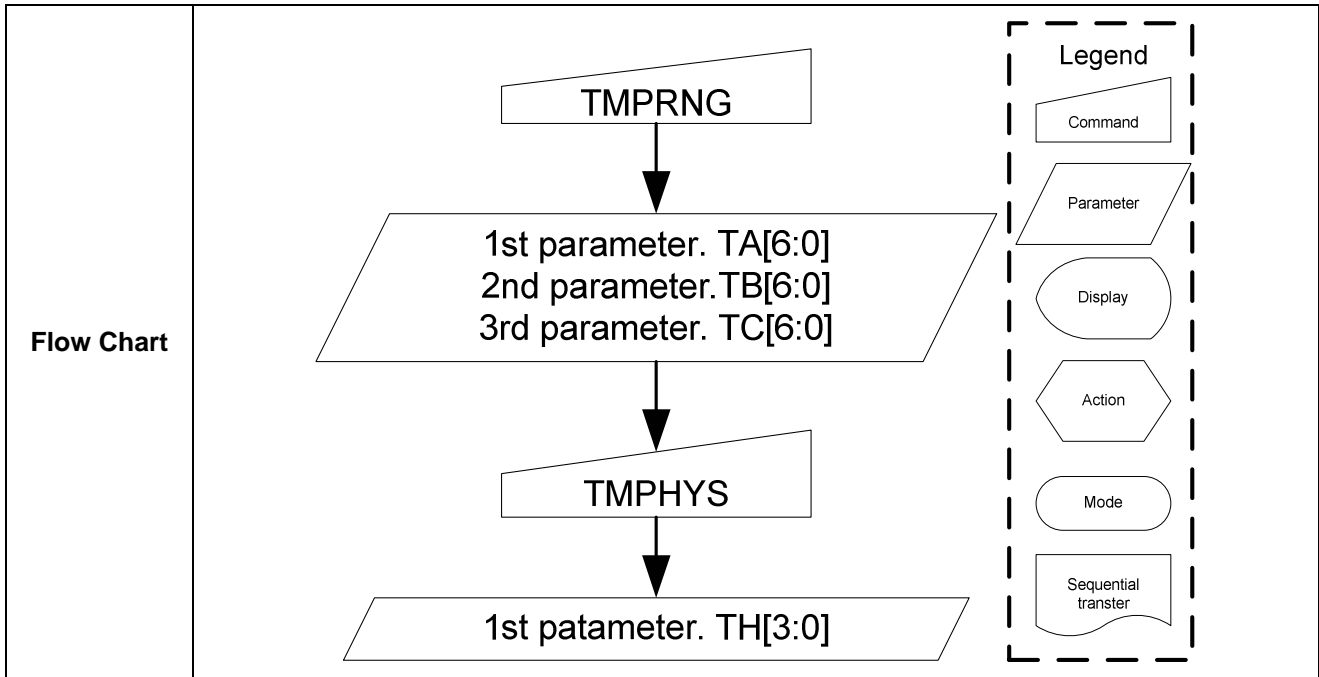 Flow Chart
TMPRNG
1st parameter. TA[6:0]
2nd parameter.TB[6:0]
3rd parameter. TC[6:0]
TMPHYS
1st patameter. TH[3:0]
Legend
Command
Parameter
Display
Action
Mode
Sequential
transter